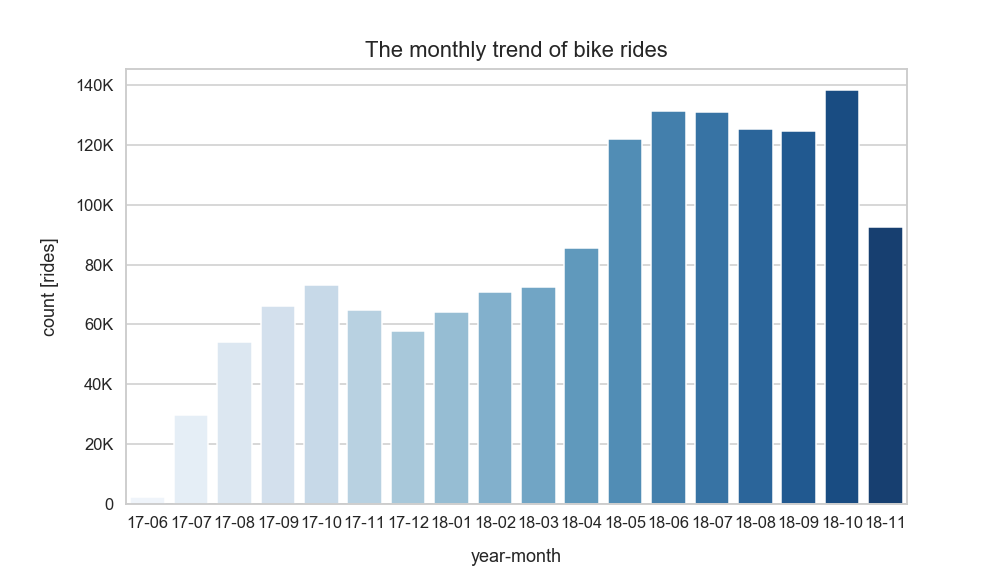 The monthly trend of bike rides
140K
120K
100K
80K
60K
40K
20K
0
count [rides]
17-06 17-07 17-08 17-09 17-10 17-11 17-12 18-01 18-02 18-03 18-04 18-05 18-06 18-07 18-08 18-09 18-10 18-11
year-month